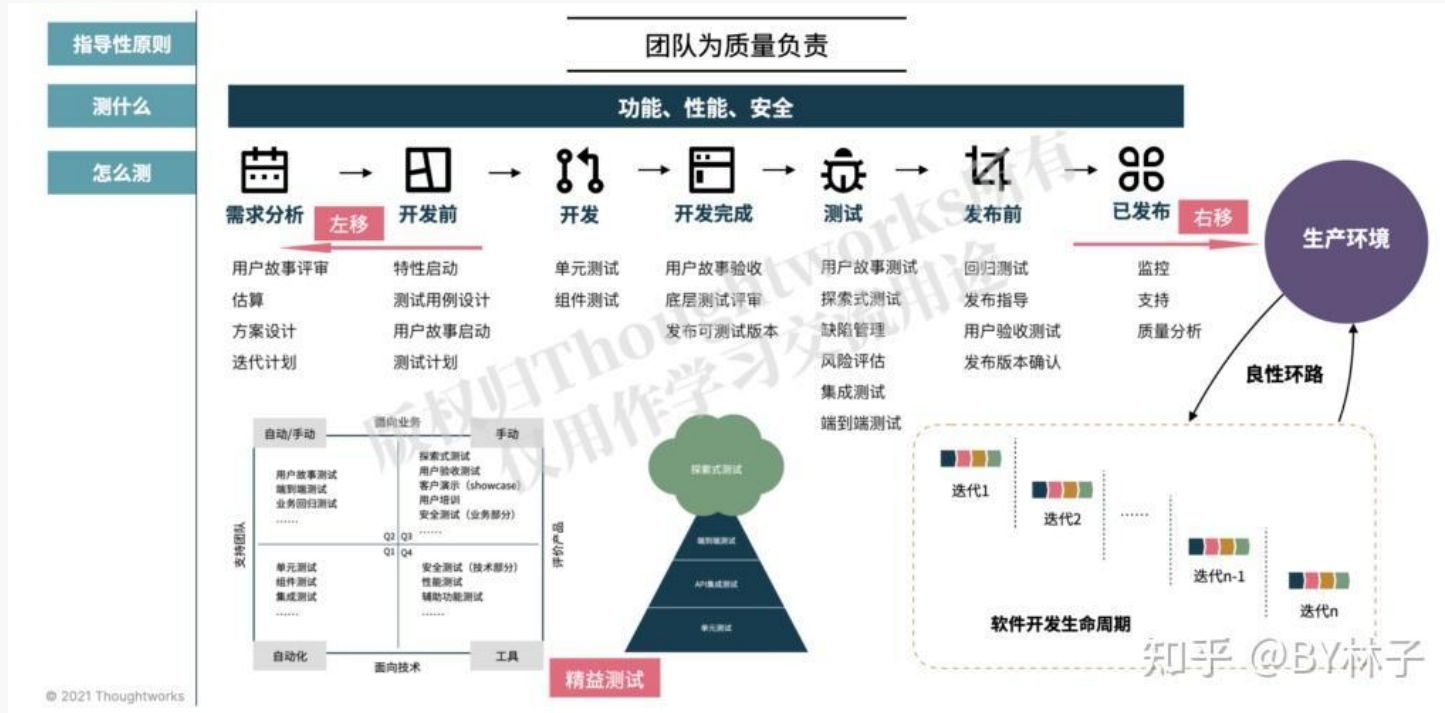 指导性原则
团队为质量负责
测什么
功能、性能、安全
怎么测
需求分析
左移
开发前
开发
开发完成
测试
发布前
已发布
右移
生产环境
用户故事评审
估算
方案设计
迭代计划
特性启动
测试用例设计
用户故事启动
测试计划
单元测试
组件测试
用户故事验收
底层测试评审
发布可测试版本
用户故事测试
探索式测试
缺陷管理
风险评估
集成测试
端到端测试
回归测试
发布指导
用户验收测试
发布版本确认
监控
支持
质量分析
良性环路
版权归Thoughtworks所有
仅用作学习交流用途
面向业务
自动/手动
手动
用户故事测试
端到端测试
业务回归测试
……
探索式测试
用户验收测试
客户演示（showcase）
用户培训
安全测试（业务部分）
……
支持团队
评价产品
Q2 Q3
Q1 Q4
单元测试
组件测试
集成测试
……
安全测试（技术部分）
性能测试
辅助功能测试
……
自动化
面向技术
工具
探索式测试
端到端测试
API集成测试
单元测试
精益测试
迭代1
迭代2
……
迭代n-1
迭代n
软件开发生命周期
知乎 @BY林子
© 2021 Thoughtworks